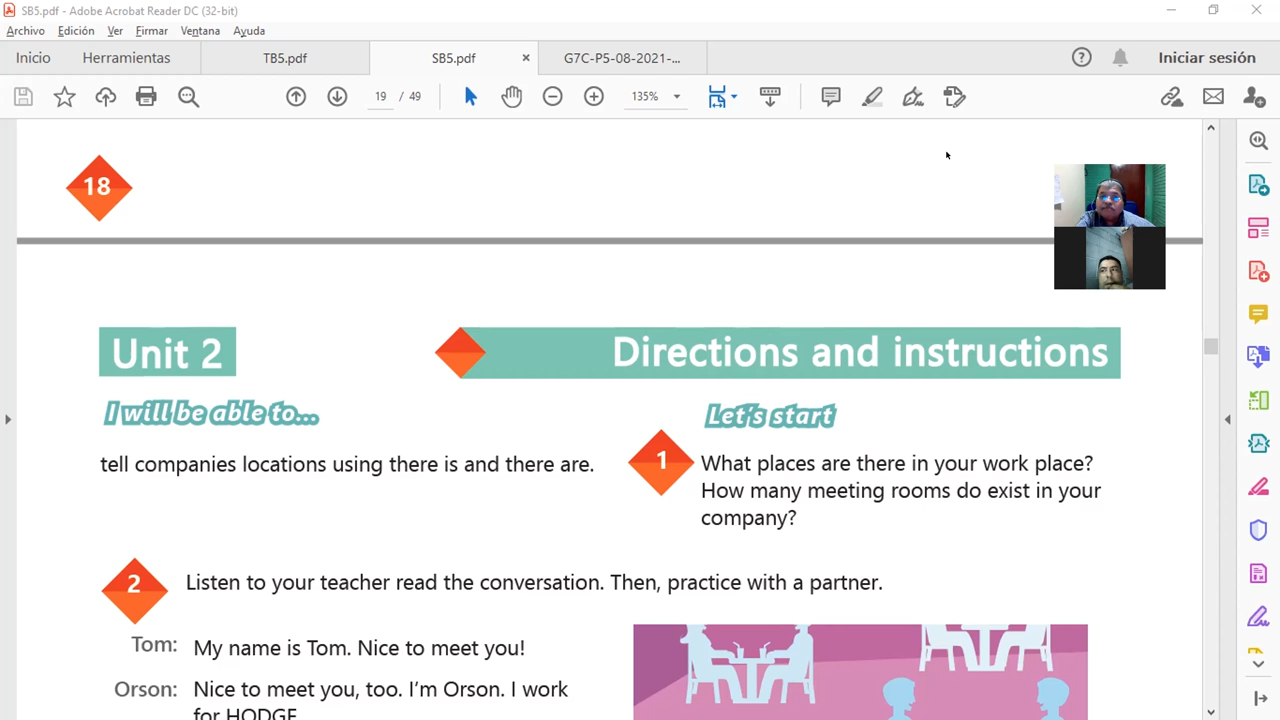 SB5.pdf - Adobe Acrobat Reader DC (32-bit)
Archivo Edición Ver Firmar Ventana Ayuda
Inicio Herramientas TB5.pdf SB5.pdf × G7C-P5-08-2021-... Iniciar sesión
19 / 49 135%
18
Unit 2
Directions and instructions
I will be able to...
tell companies locations using there is and there are.
Let's start
1 What places are there in your work place?
How many meeting rooms do exist in your
company?
2 Listen to your teacher read the conversation. Then, practice with a partner.
Tom: My name is Tom. Nice to meet you!
Orson: Nice to meet you, too. I'm Orson. I work
for HODGE